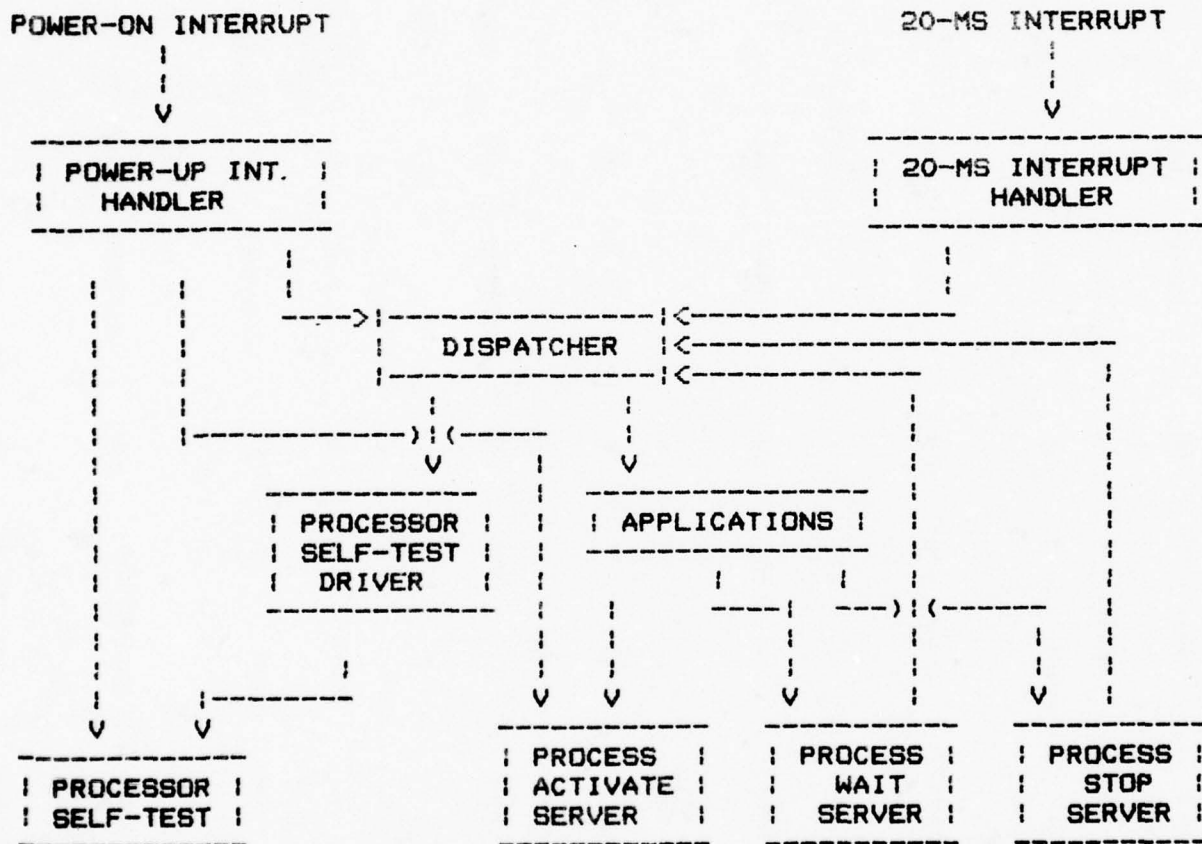 POWER-ON INTERRUPT
20-MS INTERRUPT
POWER-UP INT.
HANDLER
20-MS INTERRUPT
HANDLER
DISPATCHER
PROCESSOR
SELF-TEST
DRIVER
APPLICATIONS
PROCESSOR
SELF-TEST
PROCESS
ACTIVATE
SERVER
PROCESS
WAIT
SERVER
PROCESS
STOP
SERVER